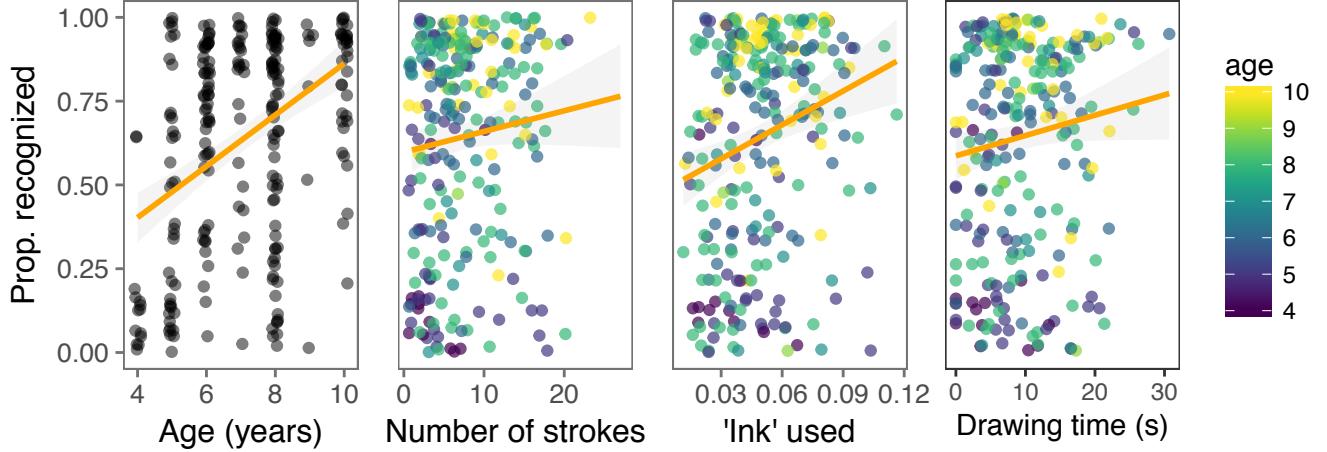 Prop. recognized
1.00
0.75
0.50
0.25
0.00
4 6 8 10
Age (years)
0 10 20
Number of strokes
0.03 0.06 0.09 0.12
'Ink' used
0 10 20 30
Drawing time (s)
age
10
9
8
7
6
5
4